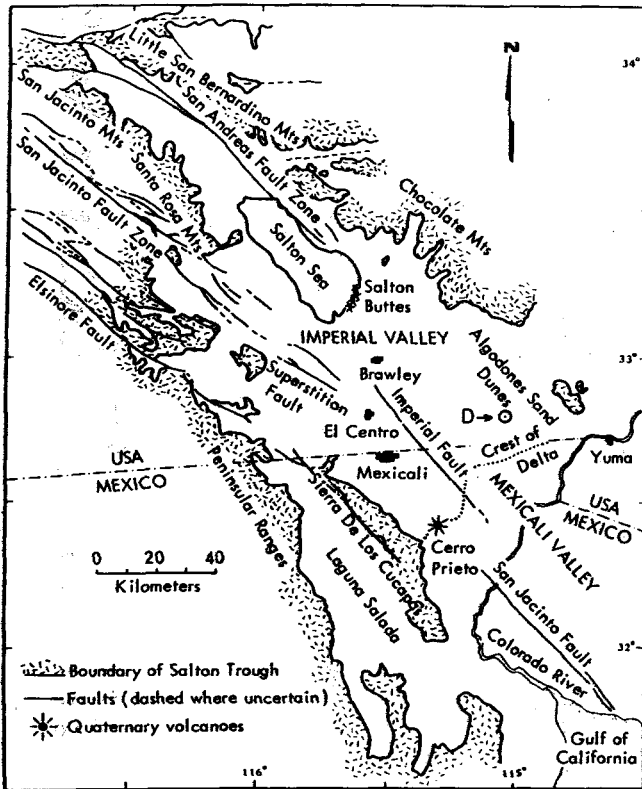 N
34°
Little San Bernardino Mts
San Andreas Fault Zone
San Jacinto Mts
Santa Rosa Mts
San Jacinto Fault Zone
Chocolate Mts
Salton Sea
Salton
Buttes
Elsinore Fault
IMPERIAL VALLEY
33°
Brawley
Algodones Sand
Dunes
Superstition
Fault
D
El Centro
Imperial Fault
Crest of
Delta
Yuma
USA
MEXICO
Mexicali
USA
MEXICO
Peninsular Ranges
Sierra De Los Cucapas
MEXICALI VALLEY
Cerro
Prieto
0 20 40
Kilometers
Laguna Salada
San Jacinto Fault
32°
Colorado River
Boundary of Salton Trough
Faults (dashed where uncertain)
Quaternary volcanoes
Gulf of
California
116°
115°